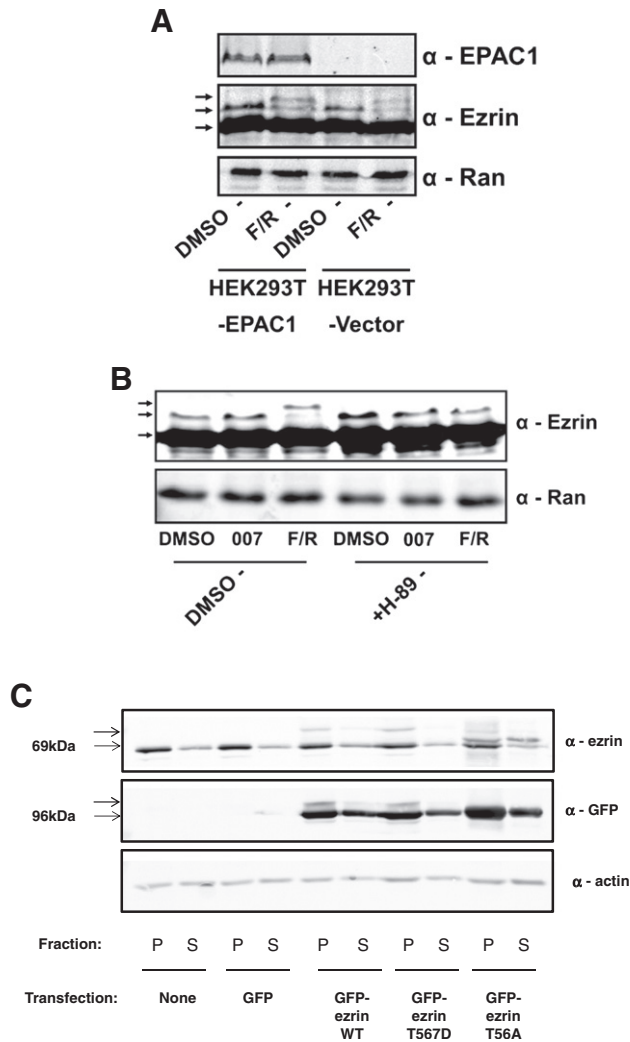 A
α - EPAC1
α - Ezrin
α - Ran
DMSO - F/R - DMSO - F/R -
HEK293T HEK293T
-EPAC1 -Vector
B
α - Ezrin
α - Ran
DMSO 007 F/R DMSO 007 F/R
DMSO - +H-89 -
C
69kDa
α - ezrin
96kDa
α - GFP
α - actin
Fraction: P S P S P S P S P S
Transfection: None GFP GFP- GFP- GFP-
ezrin ezrin ezrin
WT T567D T56A